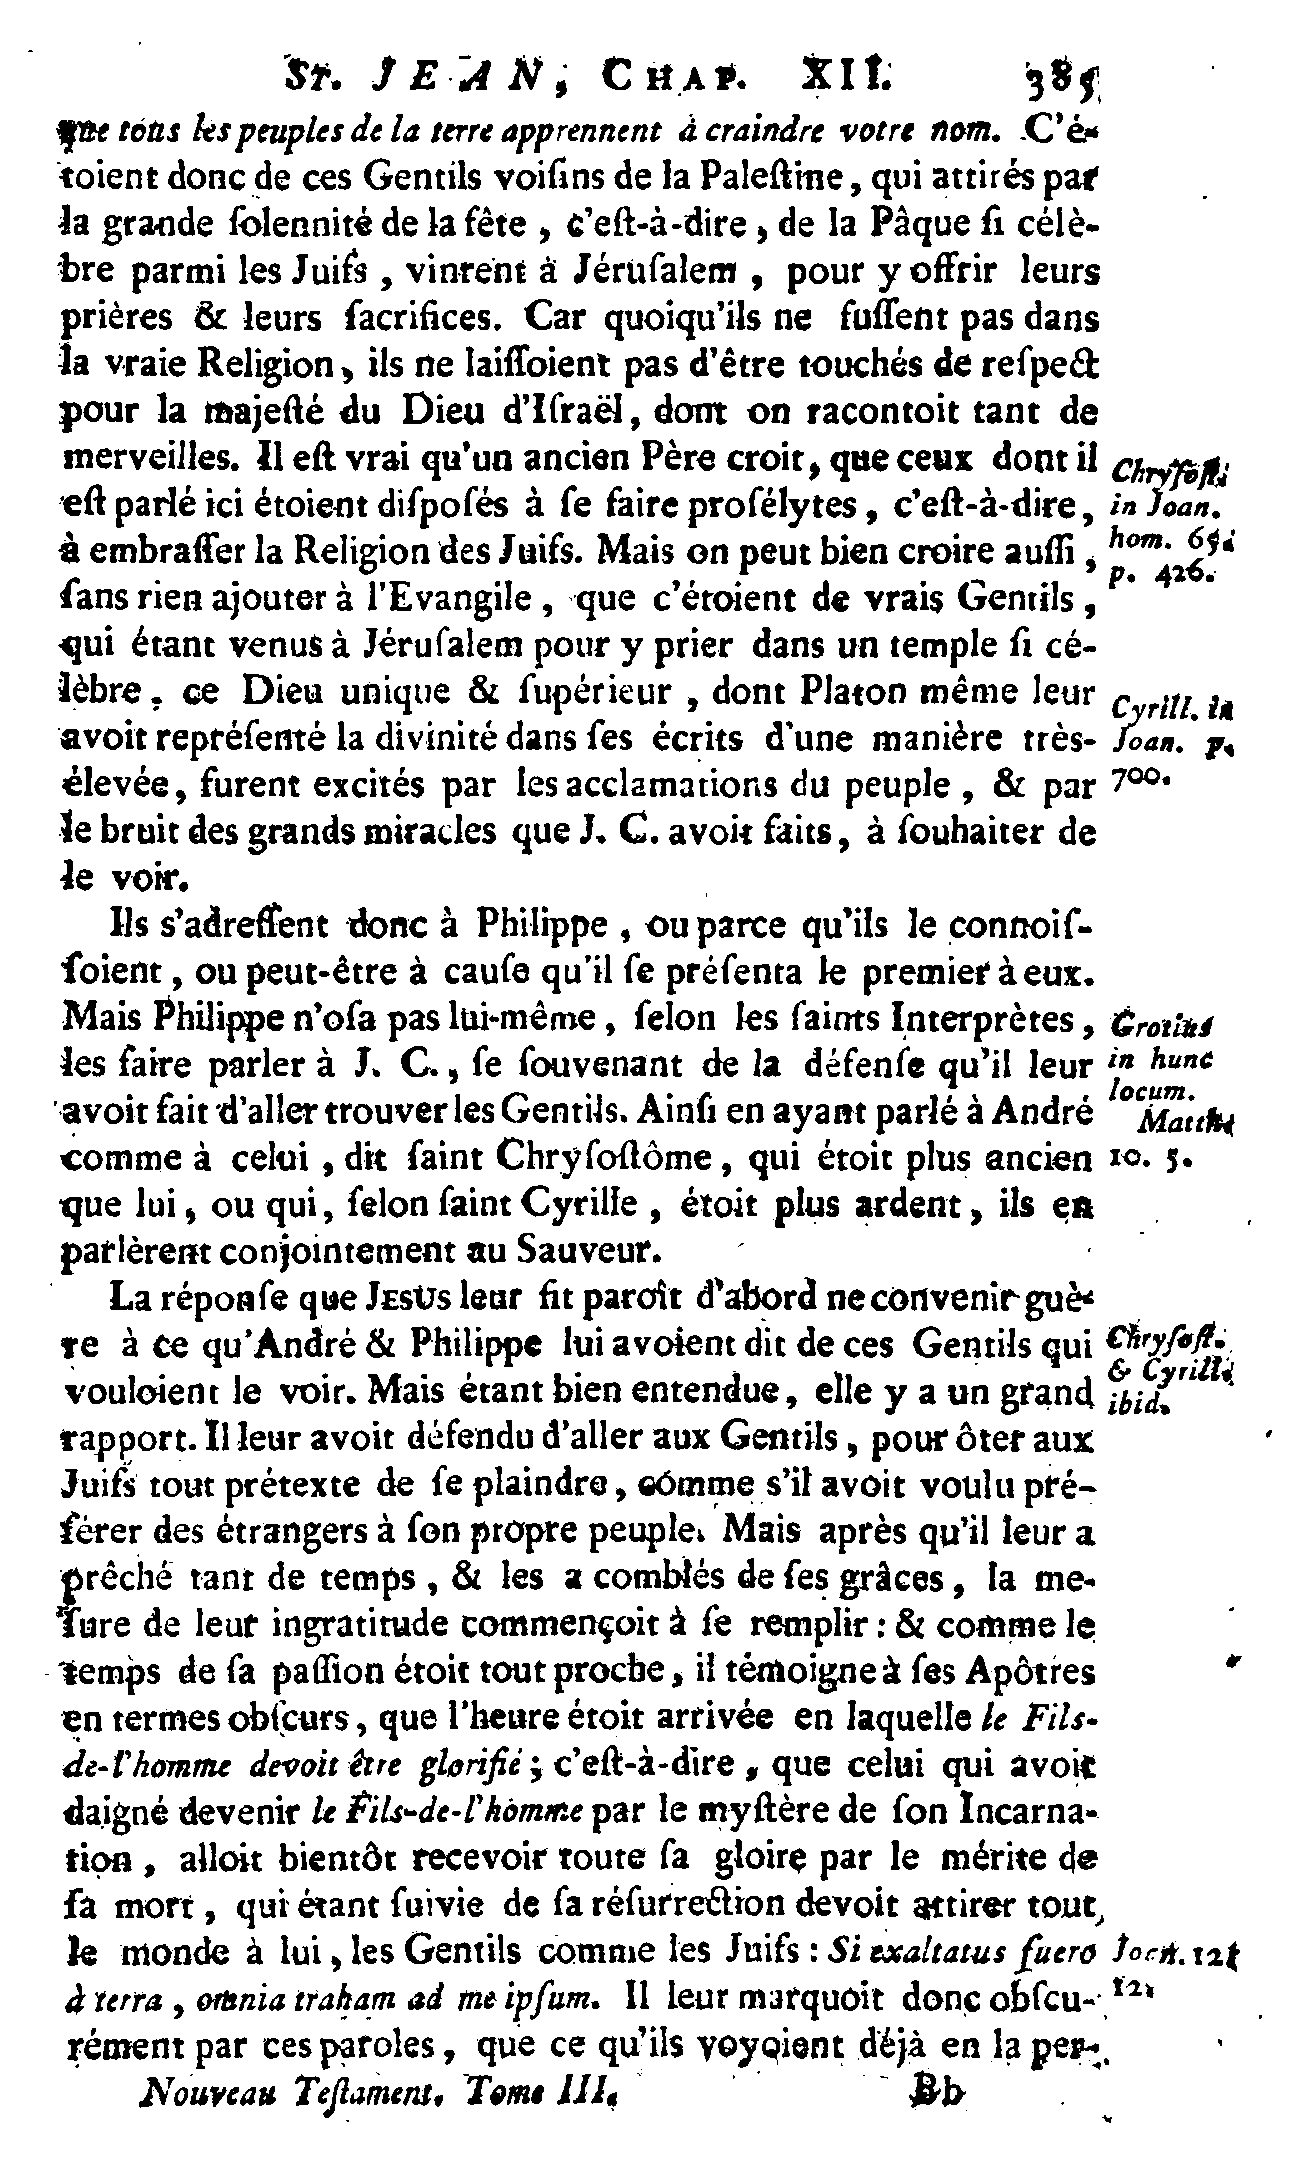 St. JEAN, CHAP. XII. 385
que tous les peuples de la terre apprennent à craindre votre nom. C'é-
toient donc de ces Gentils voiſins de la Paleſtine, qui attirés par
la grande ſolennité de la fête, c'eſt-à-dire, de la Pâque ſi célè-
bre parmi les Juifs, vinrent à Jéruſalem, pour y offrir leurs
prières & leurs ſacrifices. Car quoiqu'ils ne fuſſent pas dans
la vraie Religion, ils ne laiſſoient pas d'être touchés de reſpect
pour la majeſté du Dieu d'Iſraël, dont on racontoit tant de
merveilles. Il eſt vrai qu'un ancien Père croit, que ceux dont il
eſt parlé ici étoient diſpoſés à ſe faire proſélytes, c'eſt-à-dire,
à embraſſer la Religion des Juifs. Mais on peut bien croire auſſi,
ſans rien ajouter à l'Evangile, que c'étoient de vrais Gentils,
qui étant venus à Jéruſalem pour y prier dans un temple ſi cé-
lèbre, ce Dieu unique & ſupérieur, dont Platon même leur
avoit repréſenté la divinité dans ſes écrits d'une manière très-
élevée, furent excités par les acclamations du peuple, & par
le bruit des grands miracles que J. C. avoit faits, à ſouhaiter de
le voir.
Chryſoſt.
in Joan.
hom. 65.
p. 426.
Cyrill. in
Joan. p.
700.
Ils s'adreſſent donc à Philippe, ou parce qu'ils le connoiſ-
ſoient, ou peut-être à cauſe qu'il ſe préſenta le premier à eux.
Mais Philippe n'oſa pas lui-même, ſelon les ſaints Interprètes,
les faire parler à J. C., ſe ſouvenant de la défenſe qu'il leur
avoit fait d'aller trouver les Gentils. Ainſi en ayant parlé à André
comme à celui, dit ſaint Chryſoſtôme, qui étoit plus ancien
que lui, ou qui, ſelon ſaint Cyrille, étoit plus ardent, ils en
parlèrent conjointement au Sauveur.
Grotius
in hunc
locum.
Matth.
10. 5.
La réponſe que JESUS leur fit paroît d'abord ne convenir guè-
re à ce qu'André & Philippe lui avoient dit de ces Gentils qui
vouloient le voir. Mais étant bien entendue, elle y a un grand
rapport. Il leur avoit défendu d'aller aux Gentils, pour ôter aux
Juifs tout prétexte de ſe plaindre, comme s'il avoit voulu pré-
férer des étrangers à ſon propre peuple. Mais après qu'il leur a
prêché tant de temps, & les a comblés de ſes grâces, la me-
ſure de leur ingratitude commençoit à ſe remplir : & comme le
temps de ſa paſſion étoit tout proche, il témoigne à ſes Apôtres
en termes obſcurs, que l'heure étoit arrivée en laquelle le Fils-
de-l'homme devoit être glorifié ; c'eſt-à-dire, que celui qui avoit
daigné devenir le Fils-de-l'homme par le myſtère de ſon Incarna-
tion, alloit bientôt recevoir toute ſa gloire par le mérite de
ſa mort, qui étant ſuivie de ſa réſurrection devoit attirer tout
le monde à lui, les Gentils comme les Juifs : Si exaltatus fuero
à terra, omnia traham ad me ipſum. Il leur marquoit donc obſcu-
rément par ces paroles, que ce qu'ils voyoient déjà en la per-
Chryſoſt.
& Cyrill.
ibid.
Joan. 12.
Nouveau Teſtament. Tome III. Bb